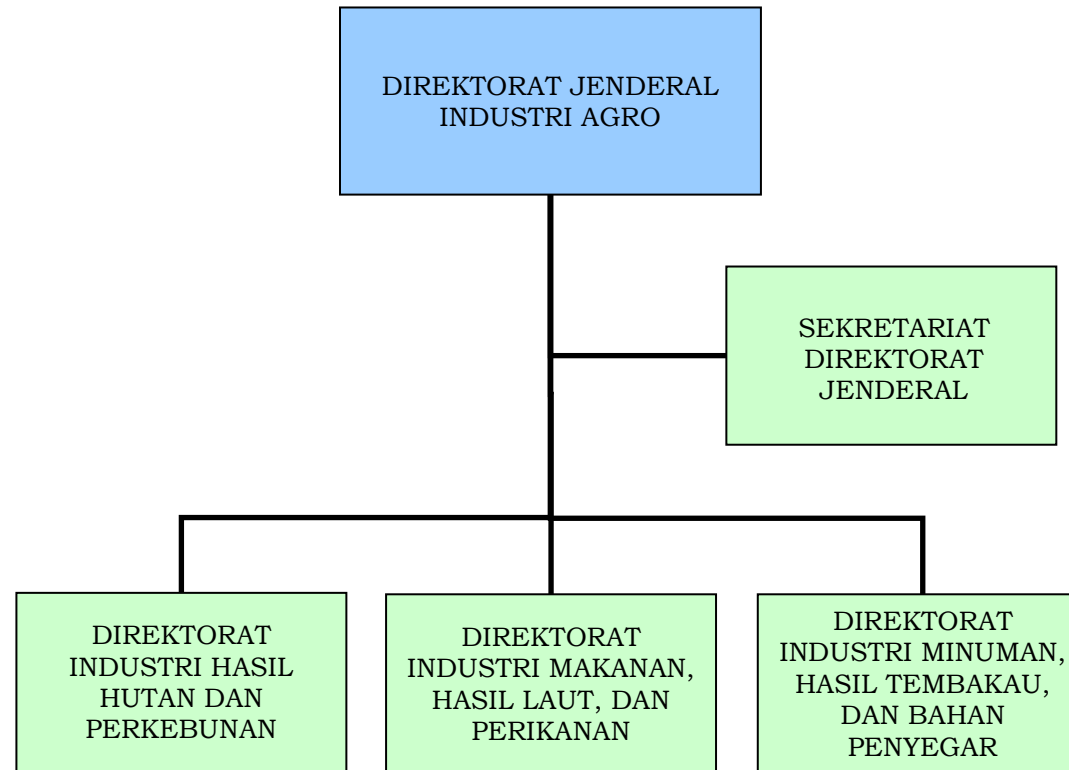 DIREKTORAT JENDERAL
INDUSTRI AGRO
SEKRETARIAT
DIREKTORAT
JENDERAL
DIREKTORAT
INDUSTRI HASIL
HUTAN DAN
PERKEBUNAN
DIREKTORAT
INDUSTRI MAKANAN,
HASIL LAUT, DAN
PERIKANAN
DIREKTORAT
INDUSTRI MINUMAN,
HASIL TEMBAKAU,
DAN BAHAN
PENYEGAR